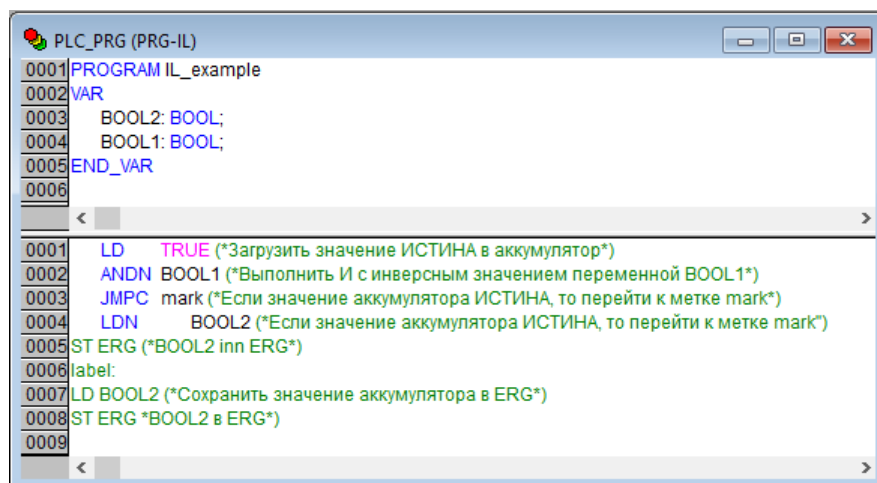 PLC_PRG (PRG-IL)
0001 PROGRAM IL_example
0002 VAR
0003 BOOL2: BOOL;
0004 BOOL1: BOOL;
0005 END_VAR
0006
0001 LD TRUE (*Загрузить значение ИСТИНА в аккумулятор*)
0002 ANDN BOOL1 (*Выполнить И с инверсным значением переменной BOOL1*)
0003 JMPC mark (*Если значение аккумулятора ИСТИНА, то перейти к метке mark*)
0004 LDN BOOL2 (*Если значение аккумулятора ИСТИНА, то перейти к метке mark")
0005 ST ERG (*BOOL2 inn ERG*)
0006 label:
0007 LD BOOL2 (*Сохранить значение аккумулятора в ERG*)
0008 ST ERG *BOOL2 в ERG*)
0009